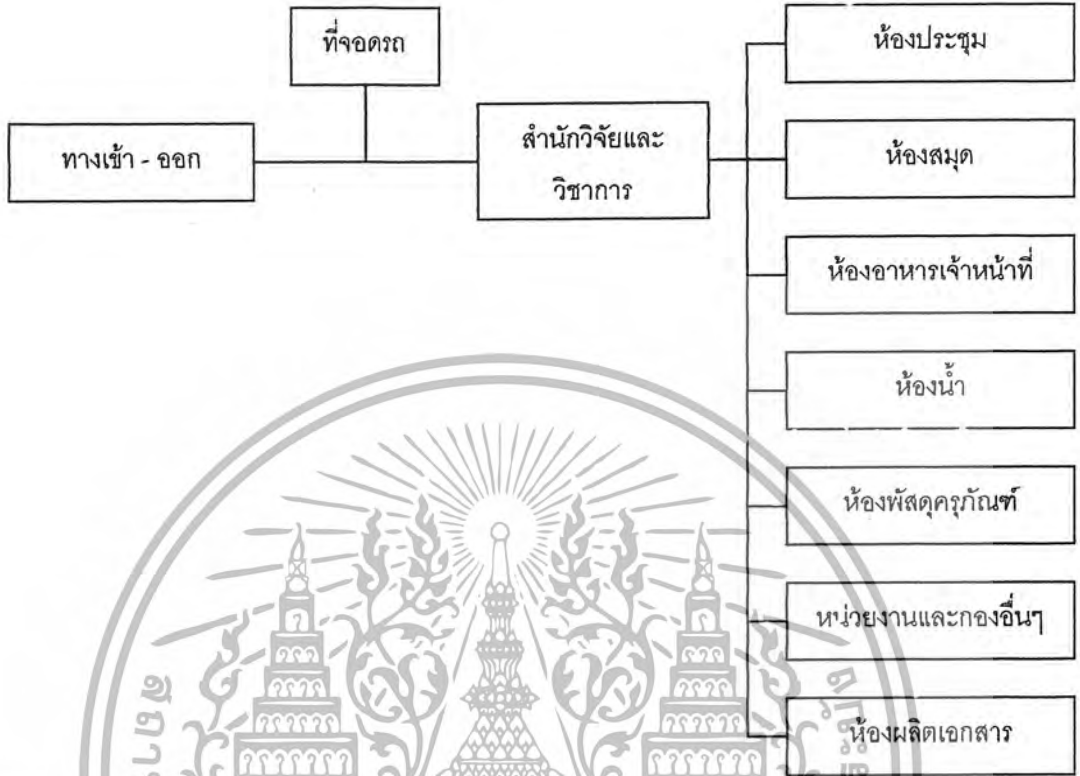 ที่จอดรถ
ทางเข้า - ออก
สำนักวิจัยและ
วิชาการ
ห้องประชุม
ห้องสมุด
ห้องอาหารเจ้าหน้าที่
ห้องน้ำ
ห้องพัสดุครุภัณฑ์
หน่วยงานและกองอื่นๆ
ห้องผลิตเอกสาร